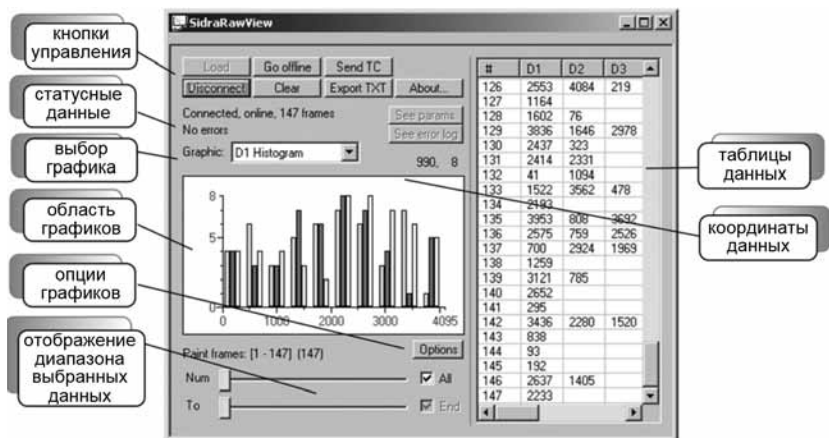 SidraRawView
кнопки
управления
статусные
данные
выбор
графика
область
графиков
опции
графиков
отображение
диапазона
выбранных
данных
Load Go offline Send TC
Disconnect Clear Export TXT About...
Connected, online, 147 frames
No errors
See params
See error log
Graphic: D1 Histogram
990, 8
8
5
0
0 1000 2000 3000 4095
Options
Paint frames: [1 - 147] (147)
Num All
To End
# D1 D2 D3
126 2553 4084 219
127 1164
128 1602 76
129 3836 1646 2978
130 2437 323
131 2414 2331
132 41 1094
133 1522 3562 478
134 2193
135 3953 808 3692
136 2575 759 2526
137 700 2924 1969
138 1259
139 3121 785
140 2652
141 295
142 3436 2280 1520
143 838
144 93
145 192
146 2637 1405
147 2233
таблицы
данных
координаты
данных